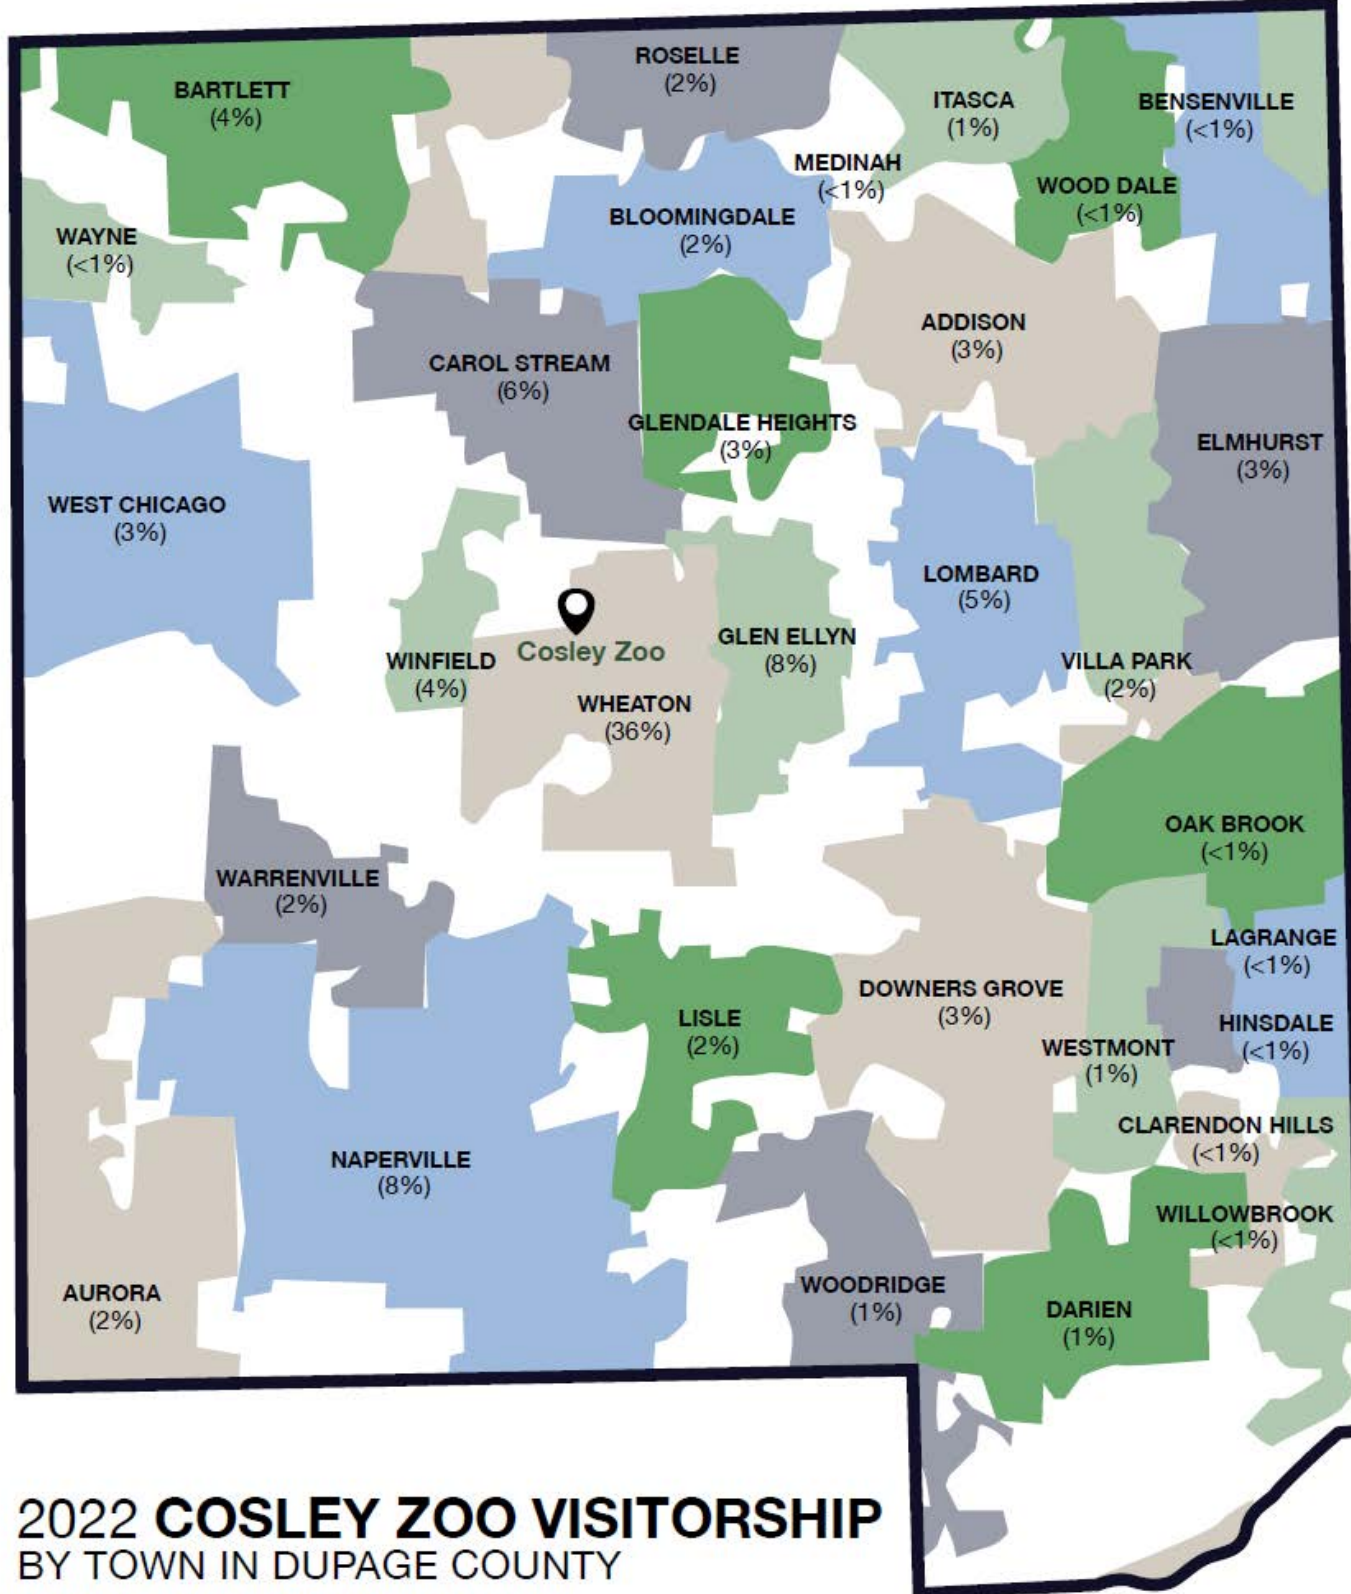 ROSELLE
(2%)
BARTLETT
(4%)
ITASCA
(1%)
BENSENVILLE
(<1%)
MEDINAH
(<1%)
WOOD DALE
(<1%)
BLOOMINGDALE
(2%)
WAYNE
(<1%)
ADDISON
(3%)
CAROL STREAM
(6%)
GLENDALE HEIGHTS
(3%)
ELMHURST
(3%)
WEST CHICAGO
(3%)
LOMBARD
(5%)
GLEN ELLYN
(8%)
Cosley Zoo
WINFIELD
(4%)
VILLA PARK
(2%)
WHEATON
(36%)
OAK BROOK
(<1%)
WARRENVILLE
(2%)
LAGRANGE
(<1%)
DOWNERS GROVE
(3%)
LISLE
(2%)
HINSDALE
(<1%)
WESTMONT
(1%)
CLARENDON HILLS
(<1%)
NAPERVILLE
(8%)
WILLOWBROOK
(<1%)
WOODRIDGE
(1%)
AURORA
(2%)
DARIEN
(1%)
2022 COSLEY ZOO VISITORSHIP
BY TOWN IN DUPAGE COUNTY